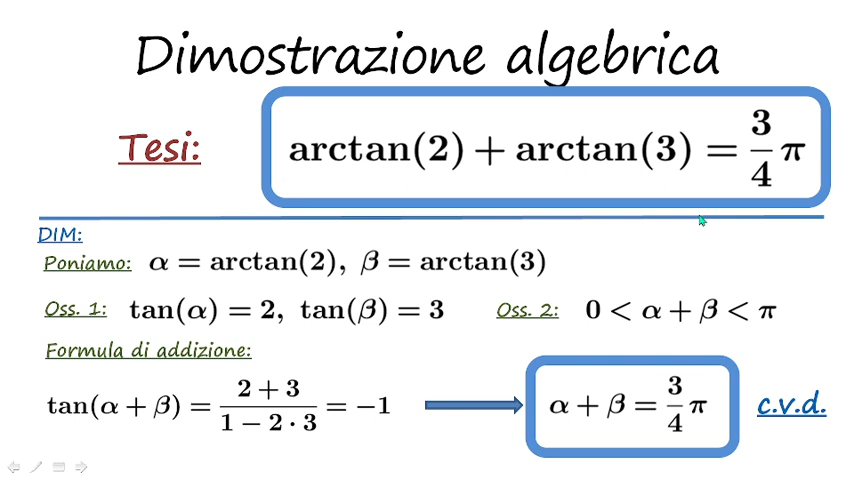 Dimostrazione algebrica
Tesi: arctan(2) + arctan(3) = 3/4 π
DIM:
Poniamo: α = arctan(2), β = arctan(3)
Oss. 1: tan(α) = 2, tan(β) = 3 Oss. 2: 0 < α + β < π
Formula di addizione:
tan(α + β) = (2 + 3)/(1 − 2 · 3) = −1 α + β = 3/4 π c.v.d.